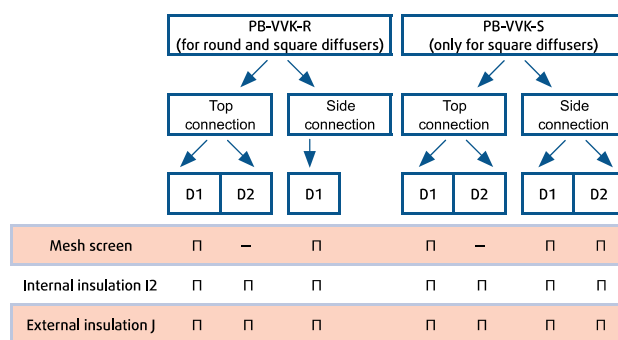 PB-VVK-R
(for round and square diffusers)
PB-VVK-S
(only for square diffusers)
Top
connection
Side
connection
Top
connection
Side
connection
D1 D2 D1 D1 D2 D1 D2
Mesh screen П – П П – П П
Internal insulation I2 П П П П П П П
External insulation J П П П П П П П